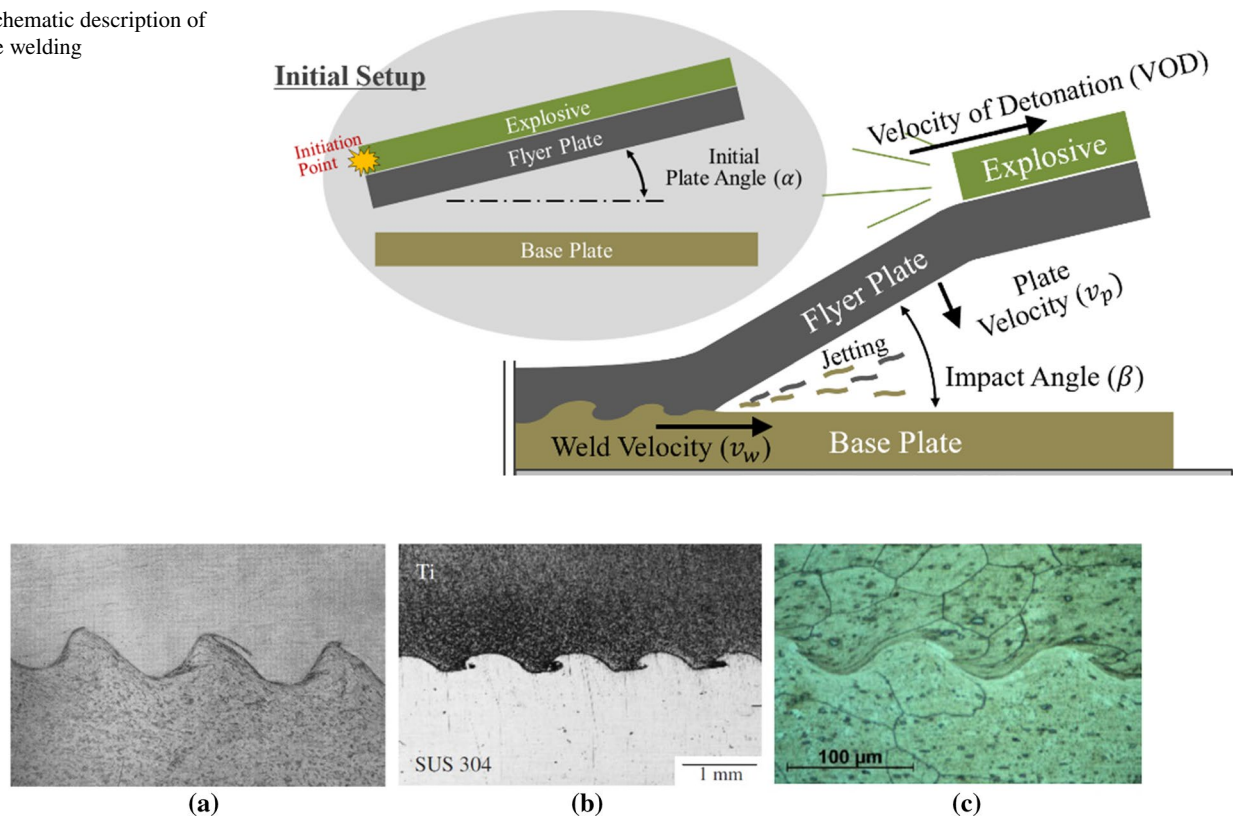 chematic description of
e welding
Initial Setup
Initiation
Point
Explosive
Flyer Plate
Initial
Plate Angle (α)
Base Plate
Velocity of Detonation (VOD)
Explosive
Flyer Plate
Plate
Velocity (v_p)
Jetting
Impact Angle (β)
Weld Velocity (v_w)
Base Plate
Ti
SUS 304
1 mm
100 µm
(a)
(b)
(c)